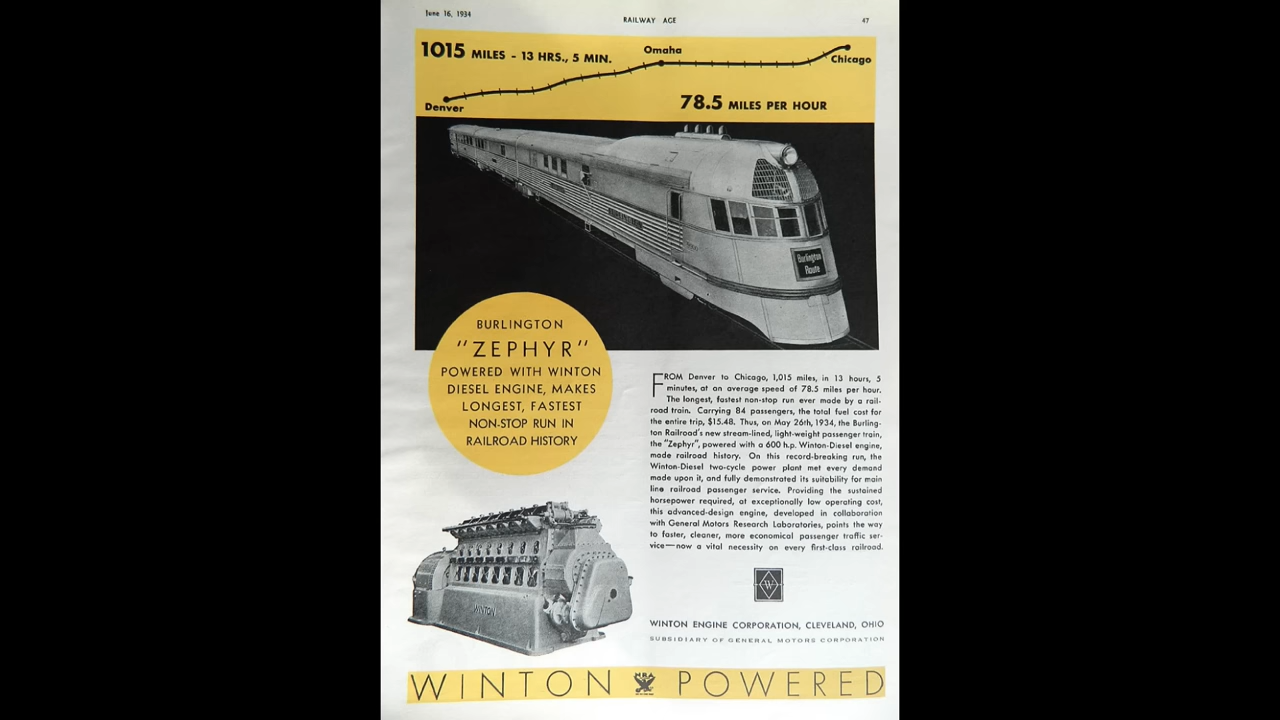 June 16, 1934
RAILWAY AGE
47
1015 MILES - 13 HRS., 5 MIN.
Omaha
Chicago
Denver
78.5 MILES PER HOUR
Burlington
Route
BURLINGTON
"ZEPHYR"
POWERED WITH WINTON
DIESEL ENGINE, MAKES
LONGEST, FASTEST
NON-STOP RUN IN
RAILROAD HISTORY
FROM Denver to Chicago, 1,015 miles, in 13 hours, 5
minutes, at an average speed of 78.5 miles per hour.
The longest, fastest non-stop run ever made by a rail-
road train. Carrying 84 passengers, the total fuel cost for
the entire trip, $15.48. Thus, on May 26th, 1934, the Burling-
ton Railroad's new stream-lined, light-weight passenger train,
the "Zephyr", powered with a 600 h.p. Winton-Diesel engine,
made railroad history. On this record-breaking run, the
Winton-Diesel two-cycle power plant met every demand
made upon it, and fully demonstrated its suitability for main
line railroad passenger service. Providing the sustained
horsepower required, at exceptionally low operating cost,
this advanced-design engine, developed in collaboration
with General Motors Research Laboratories, points the way
to faster, cleaner, more economical passenger traffic ser-
vice—now a vital necessity on every first-class railroad.
WINTON
W
WINTON ENGINE CORPORATION, CLEVELAND, OHIO
SUBSIDIARY OF GENERAL MOTORS CORPORATION
WINTON POWERED